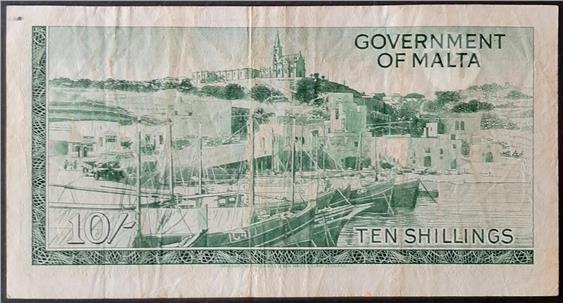 GOVERNMENT
OF MALTA
10/-
TEN SHILLINGS